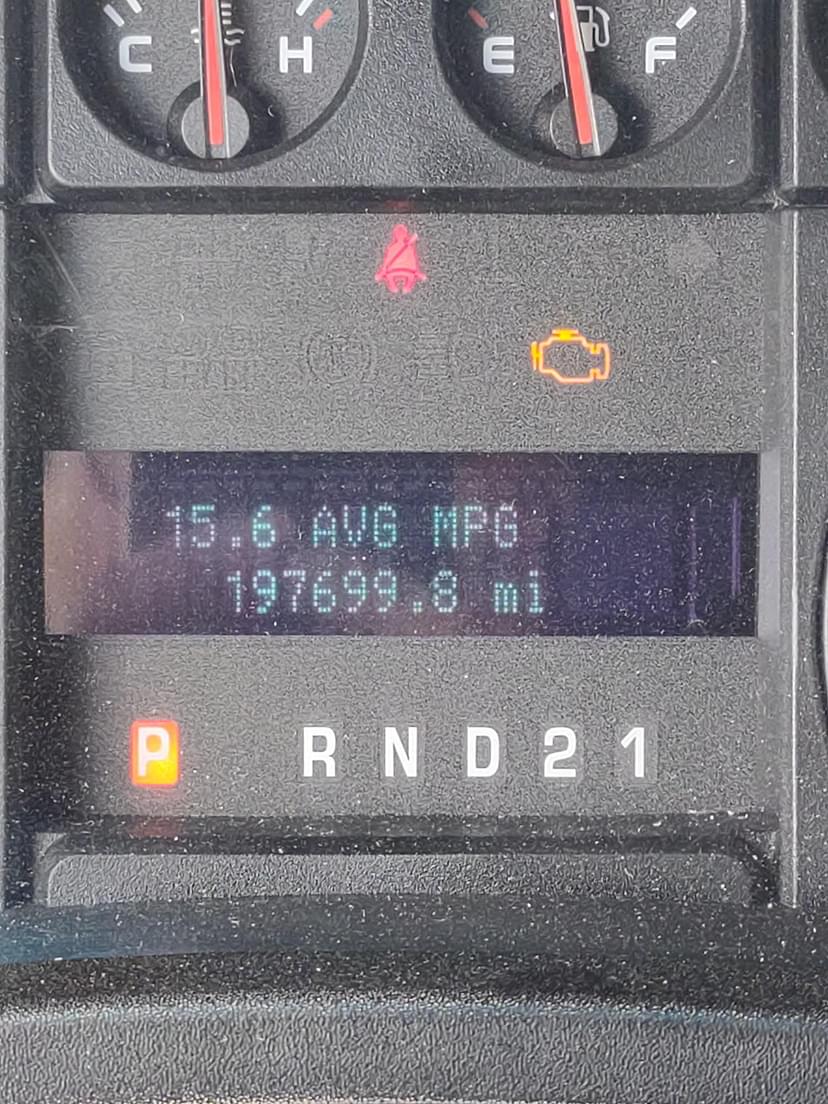 C H E F
15.6 AVG MPG
197699.8 mi
P R N D 2 1